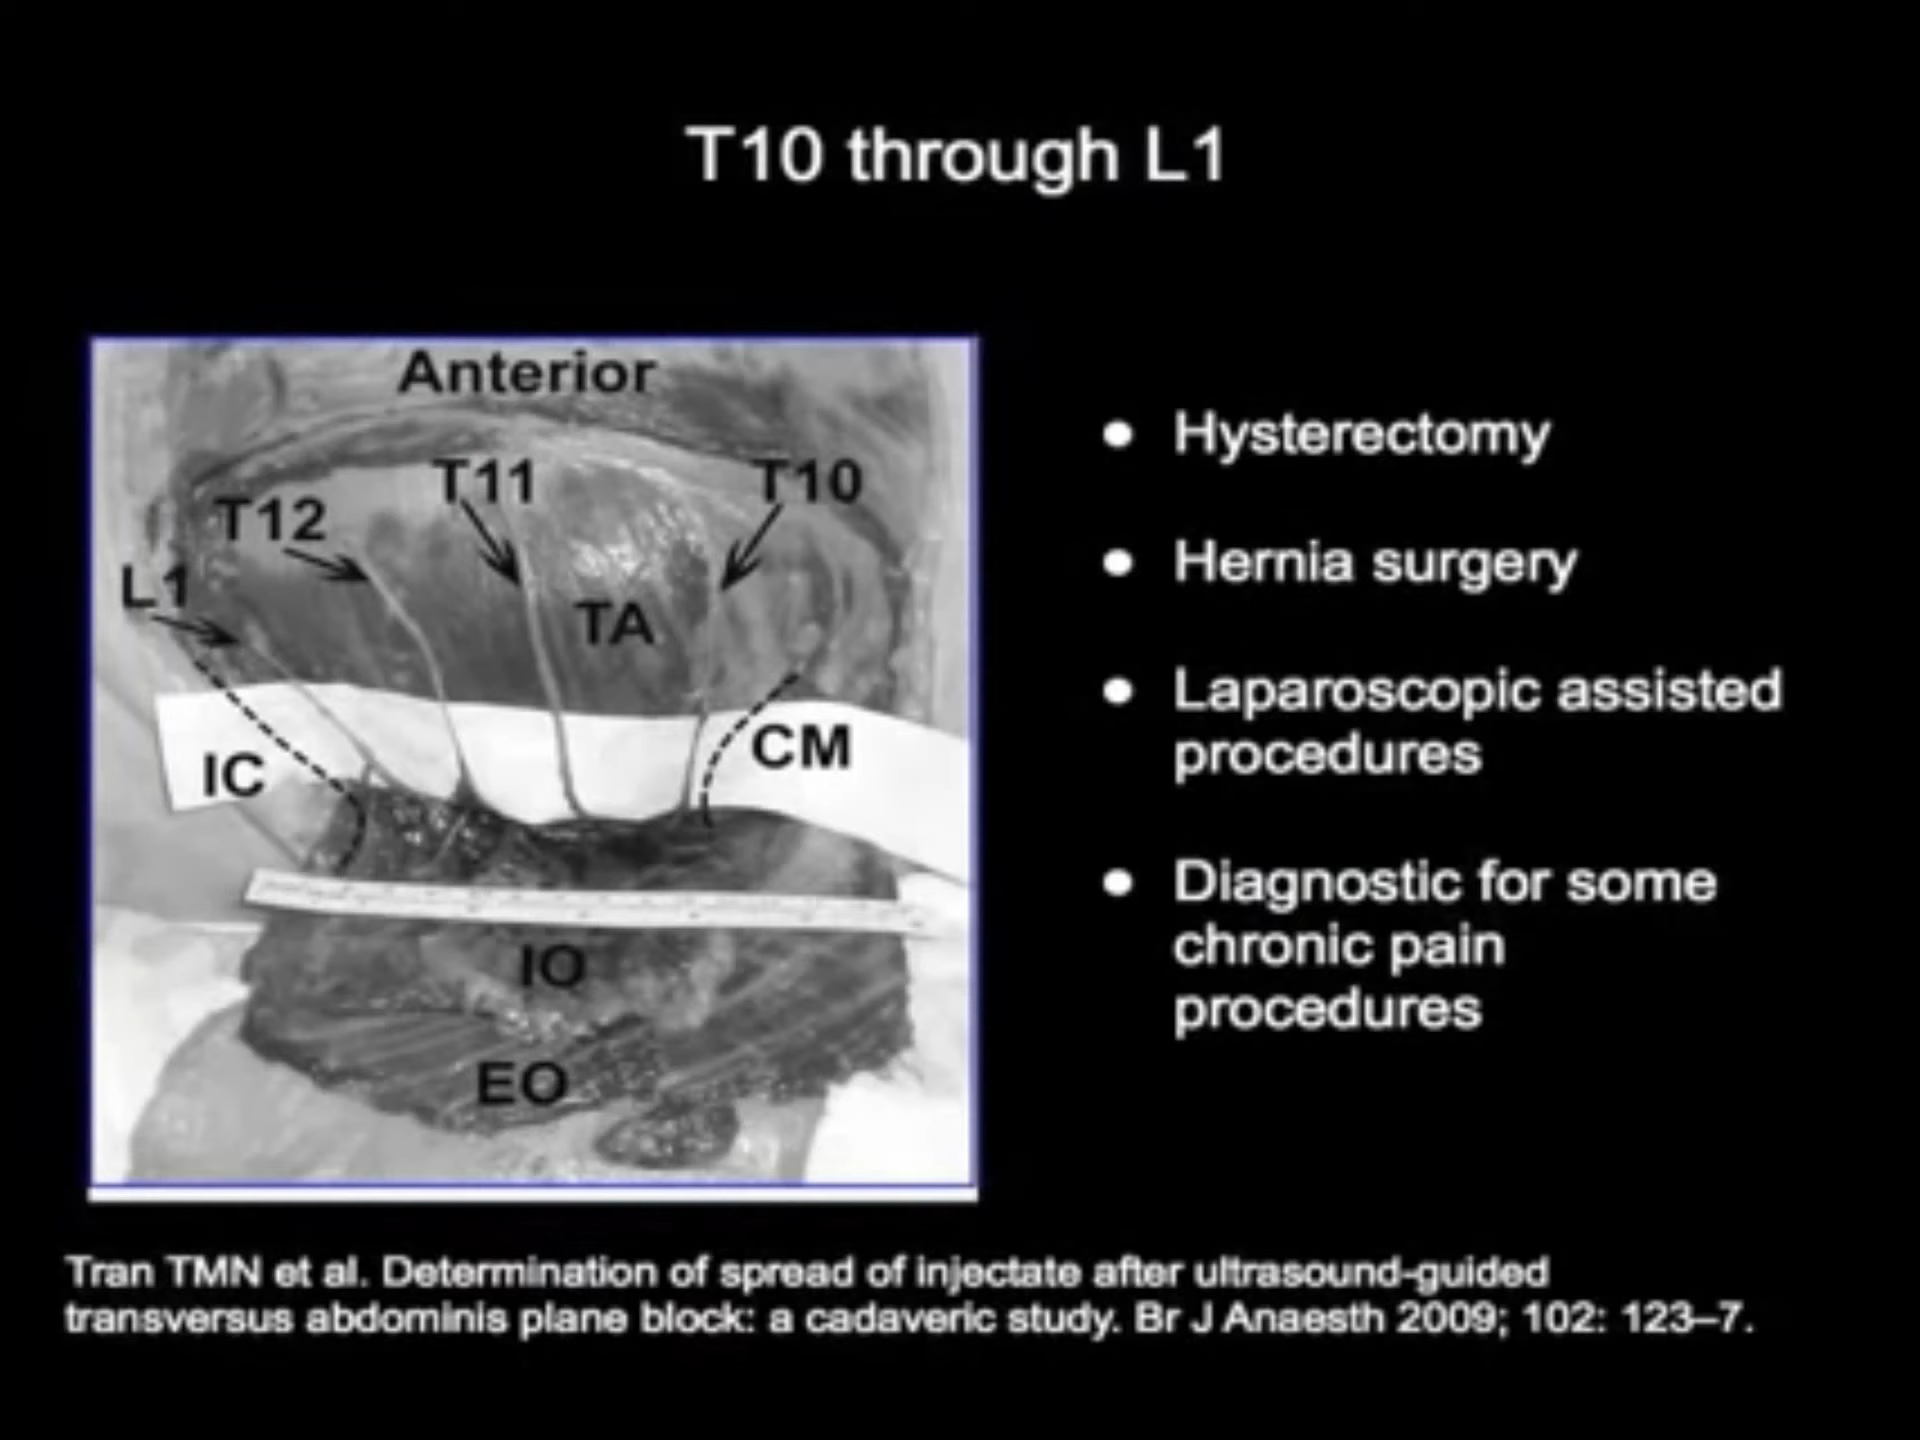 T10 through L1
Anterior
T11
T10
T12
L1
TA
CM
IC
IO
EO
● Hysterectomy
● Hernia surgery
● Laparoscopic assisted
procedures
● Diagnostic for some
chronic pain
procedures
Tran TMN et al. Determination of spread of injectate after ultrasound-guided
transversus abdominis plane block: a cadaveric study. Br J Anaesth 2009; 102: 123–7.